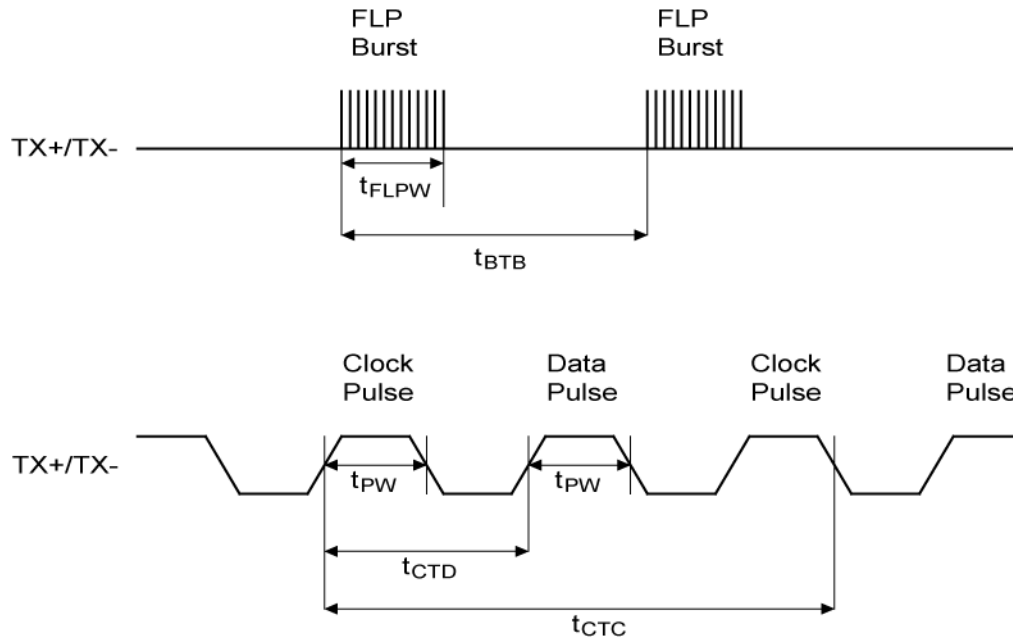 FLP
Burst
FLP
Burst
TX+/TX-
tFLPW
tBTB
Clock
Pulse
Data
Pulse
Clock
Pulse
Data
Pulse
TX+/TX-
tPW
tPW
tCTD
tCTC